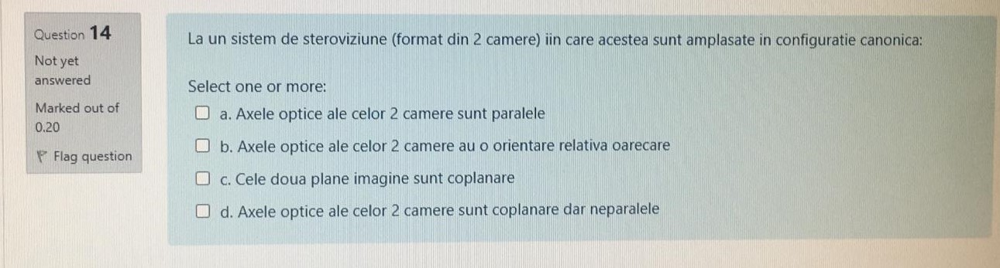 Question 14
Not yet
answered
Marked out of
0.20
Flag question
La un sistem de steroviziune (format din 2 camere) iin care acestea sunt amplasate in configuratie canonica:
Select one or more:
a. Axele optice ale celor 2 camere sunt paralele
b. Axele optice ale celor 2 camere au o orientare relativa oarecare
c. Cele doua plane imagine sunt coplanare
d. Axele optice ale celor 2 camere sunt coplanare dar neparalele